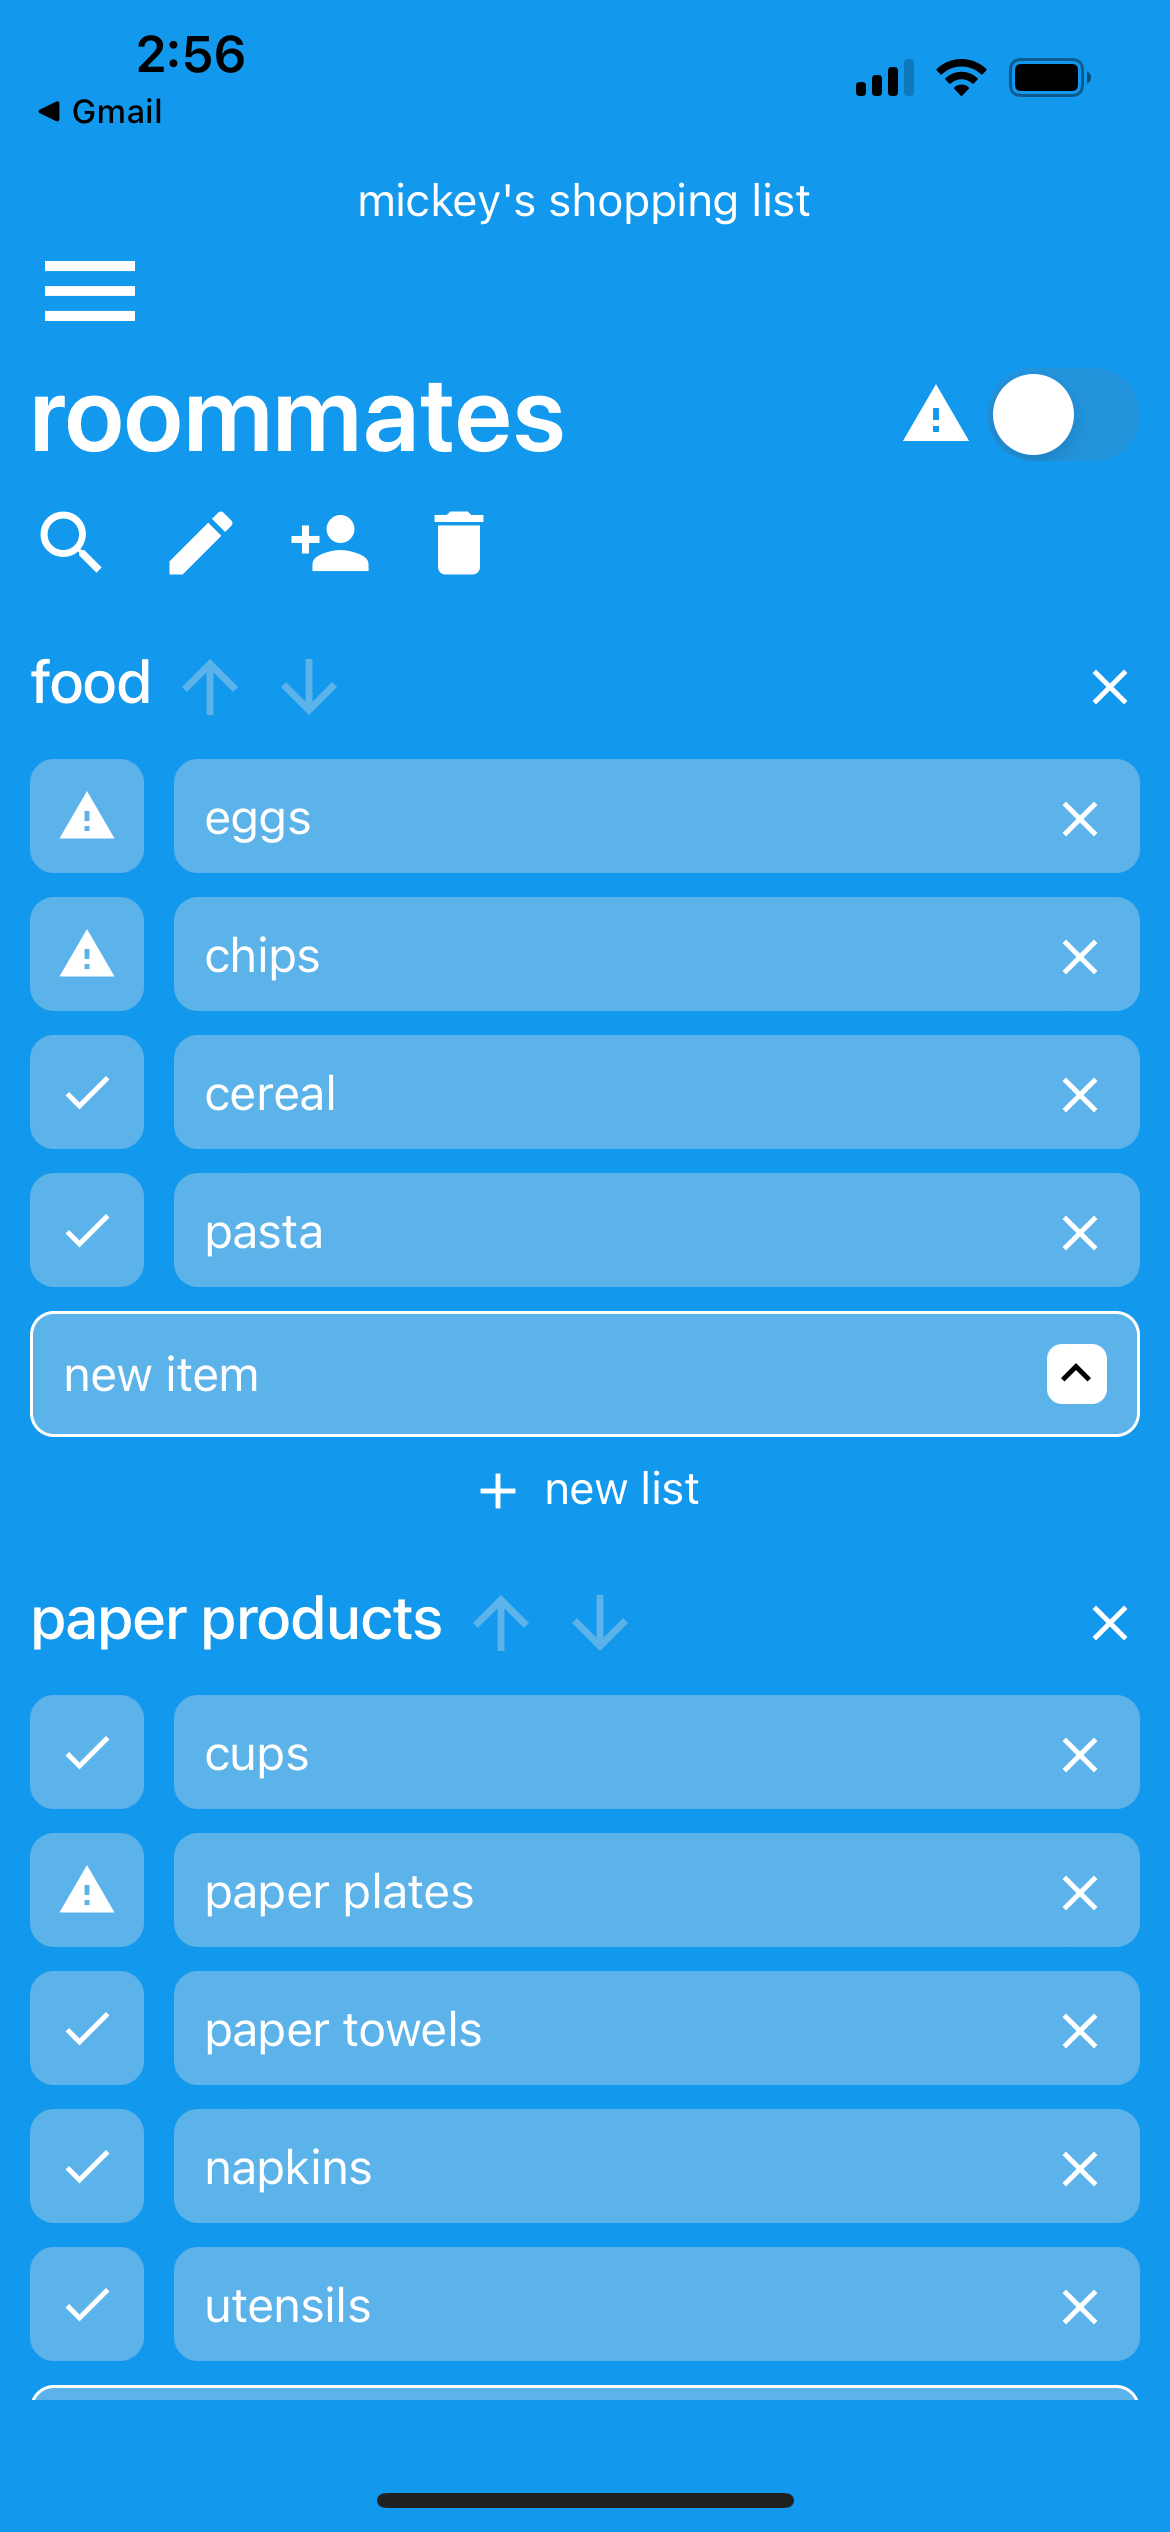 2:56
Gmail
mickey's shopping list
roommates
food
eggs
chips
cereal
pasta
new item
new list
paper products
cups
paper plates
paper towels
napkins
utensils